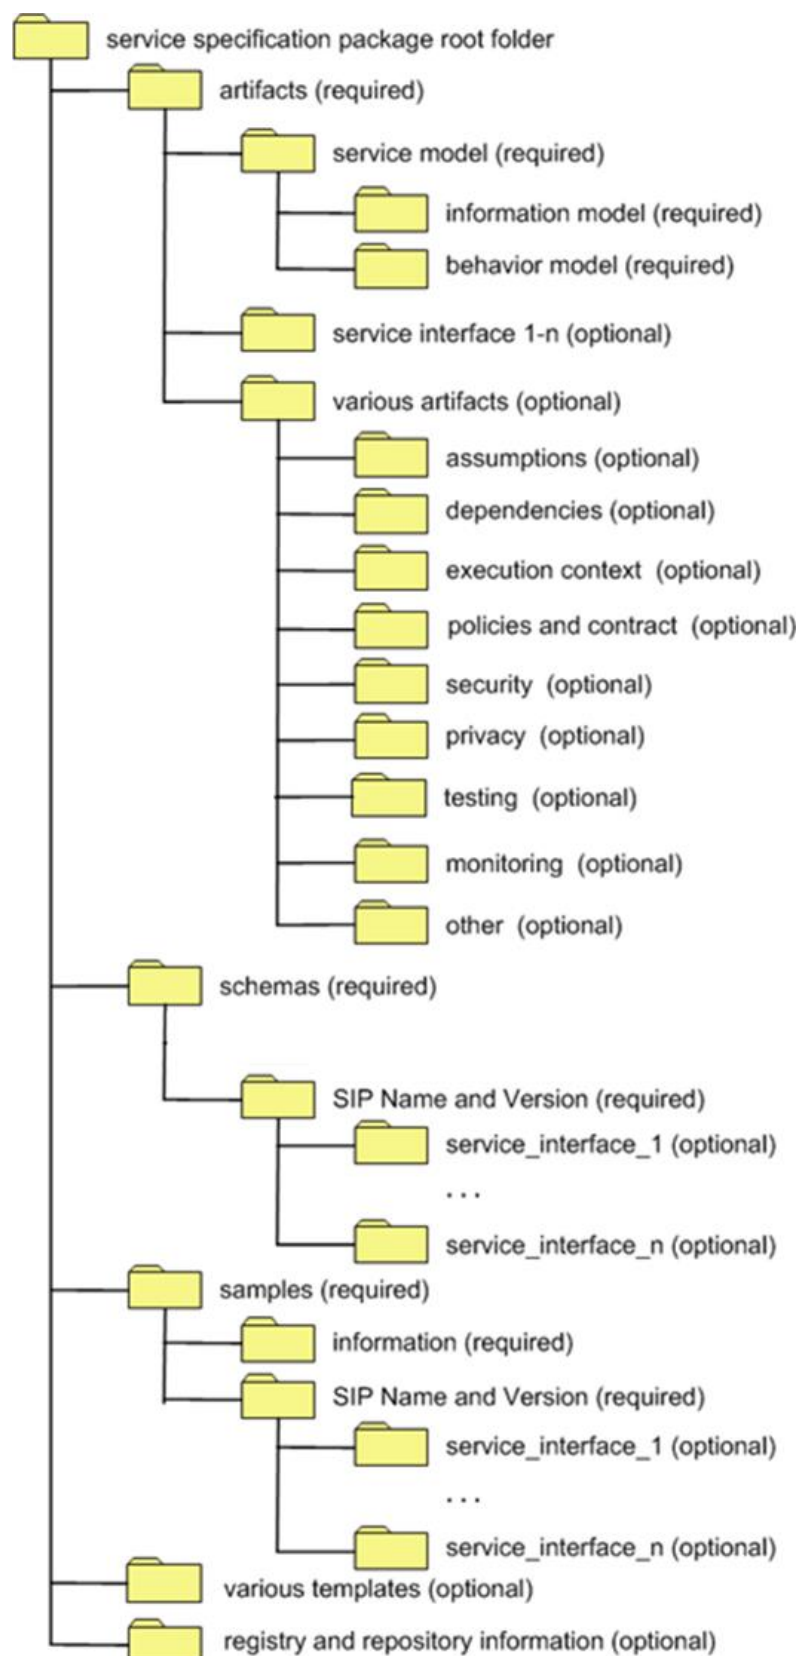 service specification package root folder
artifacts (required)
service model (required)
information model (required)
behavior model (required)
service interface 1-n (optional)
various artifacts (optional)
assumptions (optional)
dependencies (optional)
execution context (optional)
policies and contract (optional)
security (optional)
privacy (optional)
testing (optional)
monitoring (optional)
other (optional)
schemas (required)
SIP Name and Version (required)
service_interface_1 (optional)
...
service_interface_n (optional)
samples (required)
information (required)
SIP Name and Version (required)
service_interface_1 (optional)
...
service_interface_n (optional)
various templates (optional)
registry and repository information (optional)